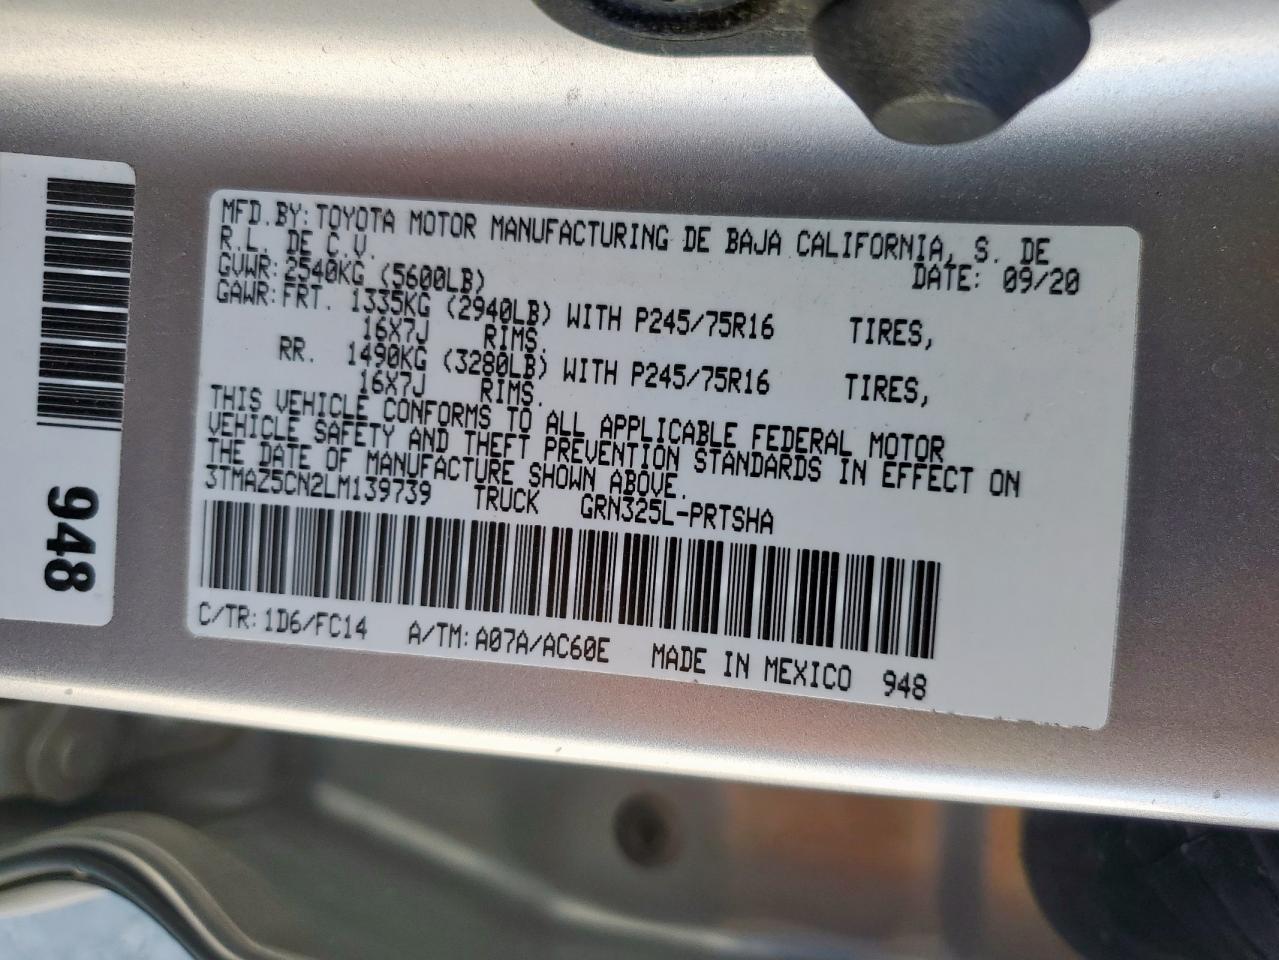 MFD. BY: TOYOTA MOTOR MANUFACTURING DE BAJA CALIFORNIA, S. DE
R.L. DE C.V. DATE: 09/20
GVWR: 2540KG (5600LB)
GAWR: FRT. 1335KG (2940LB) WITH P245/75R16 TIRES,
16X7J RIMS.
RR. 1490KG (3280LB) WITH P245/75R16 TIRES,
16X7J RIMS.
THIS VEHICLE CONFORMS TO ALL APPLICABLE FEDERAL MOTOR
VEHICLE SAFETY AND THEFT PREVENTION STANDARDS IN EFFECT ON
THE DATE OF MANUFACTURE SHOWN ABOVE.
3TMAZ5CN2LM139739 TRUCK GRN325L-PRTSHA
C/TR: 1D6/FC14 A/TM: A07A/AC60E MADE IN MEXICO 948
948